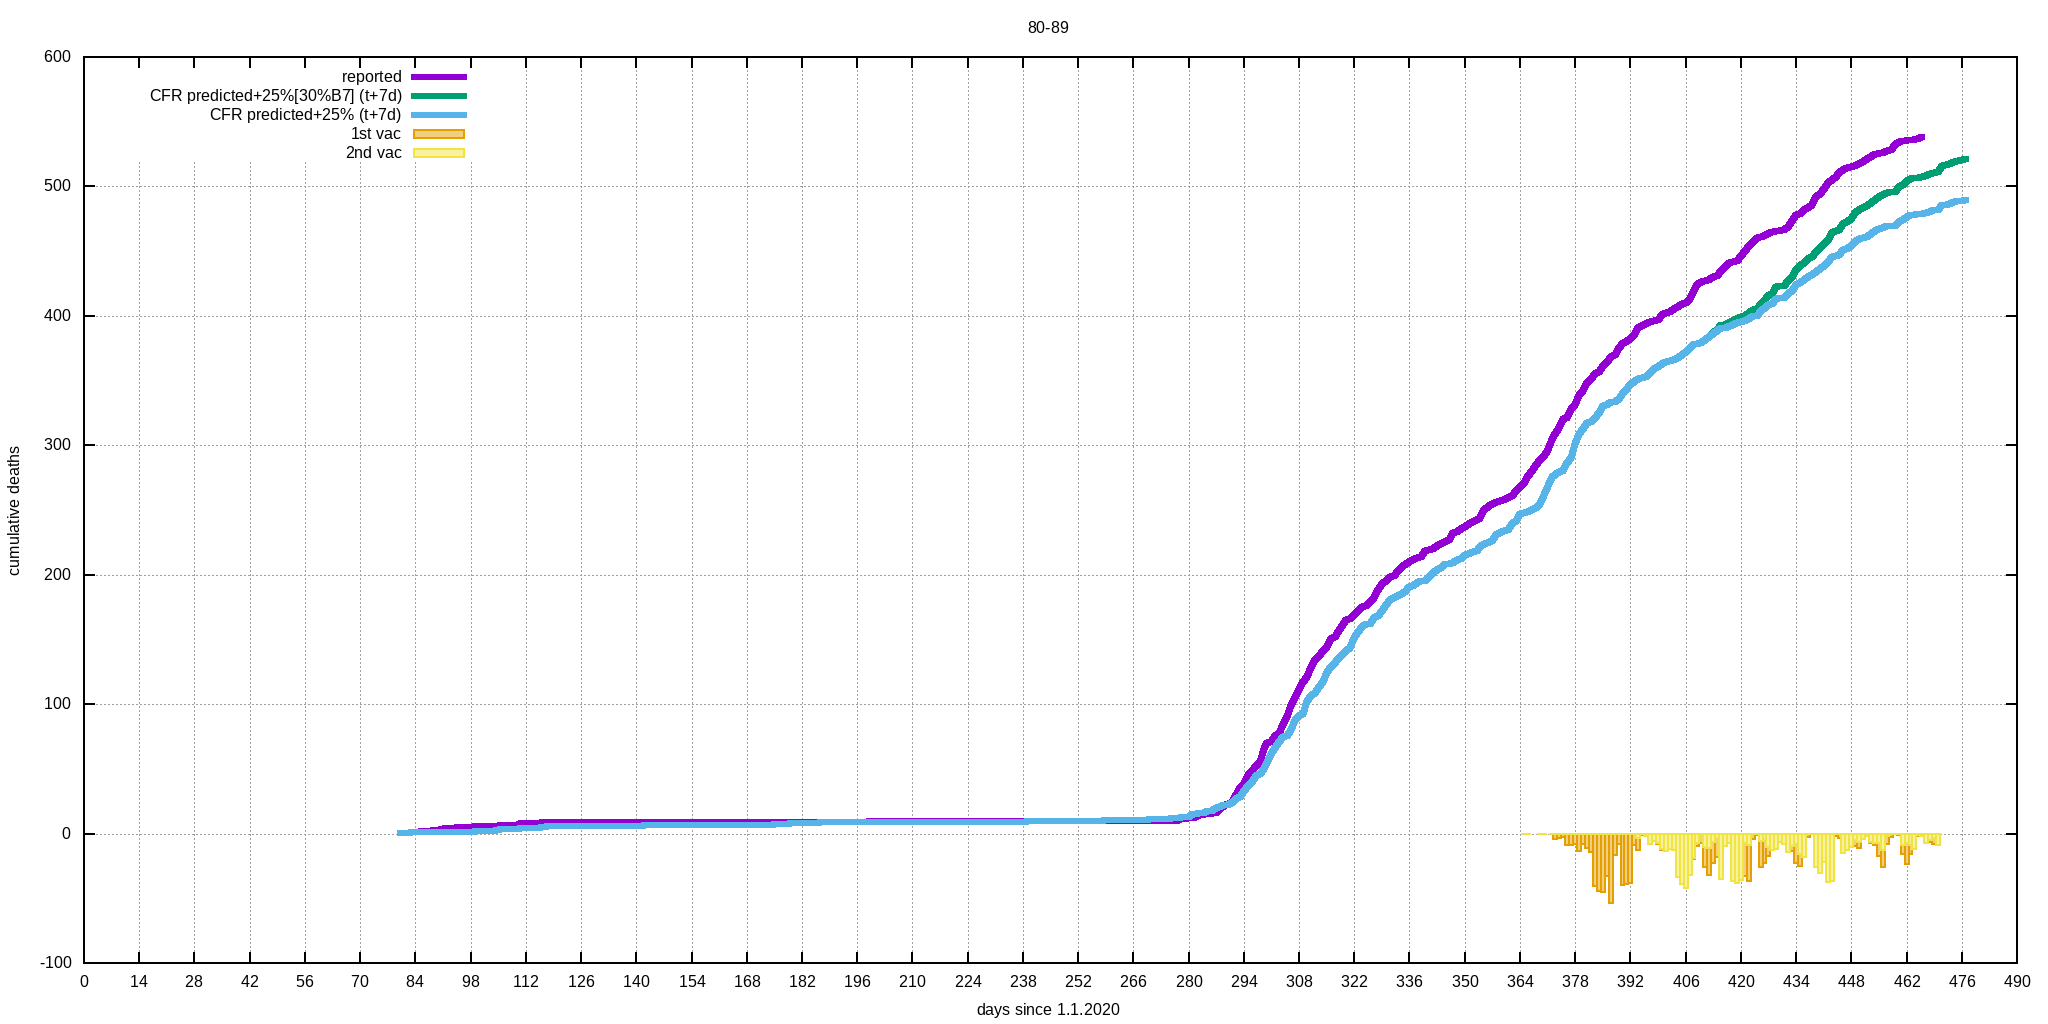 80-89
600
500
400
300
200
100
0
-100
cumulative deaths
reported
CFR predicted+25%[30%B7] (t+7d)
CFR predicted+25% (t+7d)
1st vac
2nd vac
0 14 28 42 56 70 84 98 112 126 140 154 168 182 196 210 224 238 252 266 280 294 308 322 336 350 364 378 392 406 420 434 448 462 476 490
days since 1.1.2020